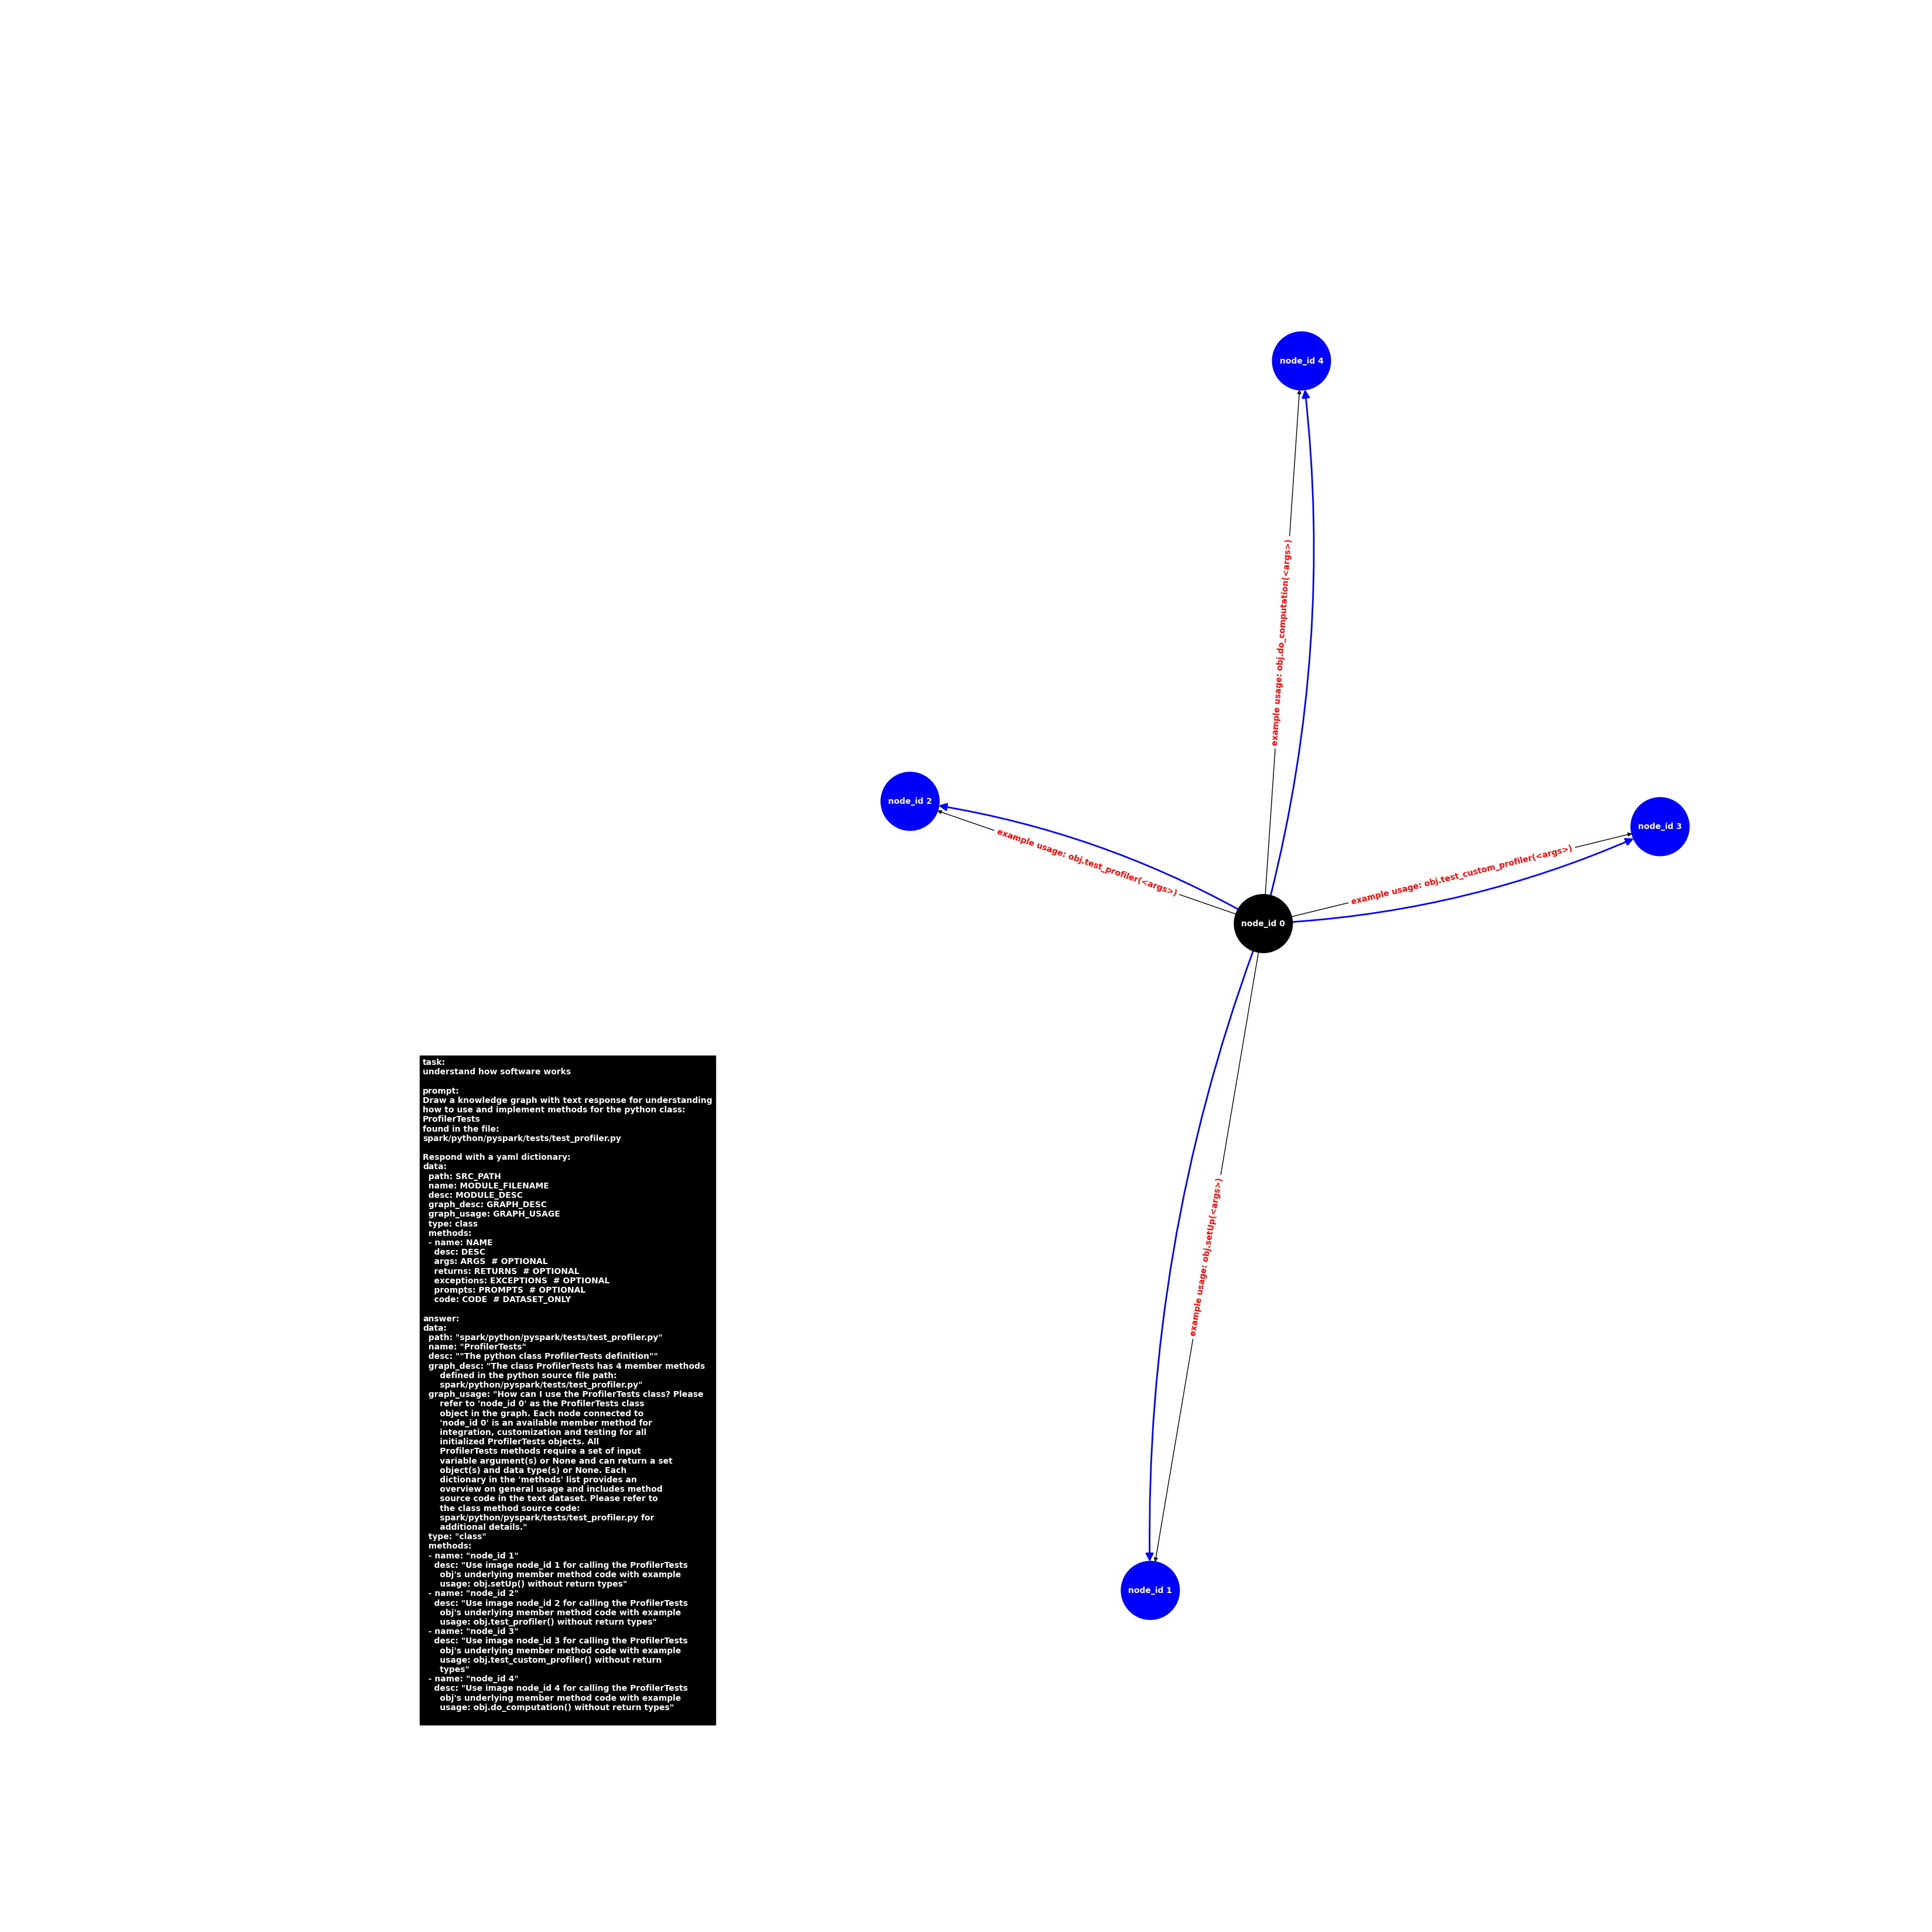 node_id 4
example usage: obj.do_computation(<args>)
node_id 2
example usage: obj.test_profiler(<args>)
node_id 3
example usage: obj.test_custom_profiler(<args>)
node_id 0
example usage: obj.setUp(<args>)
node_id 1
task:
understand how software works

prompt:
Draw a knowledge graph with text response for understanding
how to use and implement methods for the python class:
ProfilerTests
found in the file:
spark/python/pyspark/tests/test_profiler.py

Respond with a yaml dictionary:
data:
  path: SRC_PATH
  name: MODULE_FILENAME
  desc: MODULE_DESC
  graph_desc: GRAPH_DESC
  graph_usage: GRAPH_USAGE
  type: class
  methods:
  - name: NAME
    desc: DESC
    args: ARGS  # OPTIONAL
    returns: RETURNS  # OPTIONAL
    exceptions: EXCEPTIONS  # OPTIONAL
    prompts: PROMPTS  # OPTIONAL
    code: CODE  # DATASET_ONLY

answer:
data:
  path: "spark/python/pyspark/tests/test_profiler.py"
  name: "ProfilerTests"
  desc: ""The python class ProfilerTests definition""
  graph_desc: "The class ProfilerTests has 4 member methods
      defined in the python source file path:
      spark/python/pyspark/tests/test_profiler.py"
  graph_usage: "How can I use the ProfilerTests class? Please
      refer to 'node_id 0' as the ProfilerTests class
      object in the graph. Each node connected to
      'node_id 0' is an available member method for
      integration, customization and testing for all
      initialized ProfilerTests objects. All
      ProfilerTests methods require a set of input
      variable argument(s) or None and can return a set
      object(s) and data type(s) or None. Each
      dictionary in the 'methods' list provides an
      overview on general usage and includes method
      source code in the text dataset. Please refer to
      the class method source code:
      spark/python/pyspark/tests/test_profiler.py for
      additional details."
  type: "class"
  methods:
  - name: "node_id 1"
    desc: "Use image node_id 1 for calling the ProfilerTests
      obj's underlying member method code with example
      usage: obj.setUp() without return types"
  - name: "node_id 2"
    desc: "Use image node_id 2 for calling the ProfilerTests
      obj's underlying member method code with example
      usage: obj.test_profiler() without return types"
  - name: "node_id 3"
    desc: "Use image node_id 3 for calling the ProfilerTests
      obj's underlying member method code with example
      usage: obj.test_custom_profiler() without return
      types"
  - name: "node_id 4"
    desc: "Use image node_id 4 for calling the ProfilerTests
      obj's underlying member method code with example
      usage: obj.do_computation() without return types"